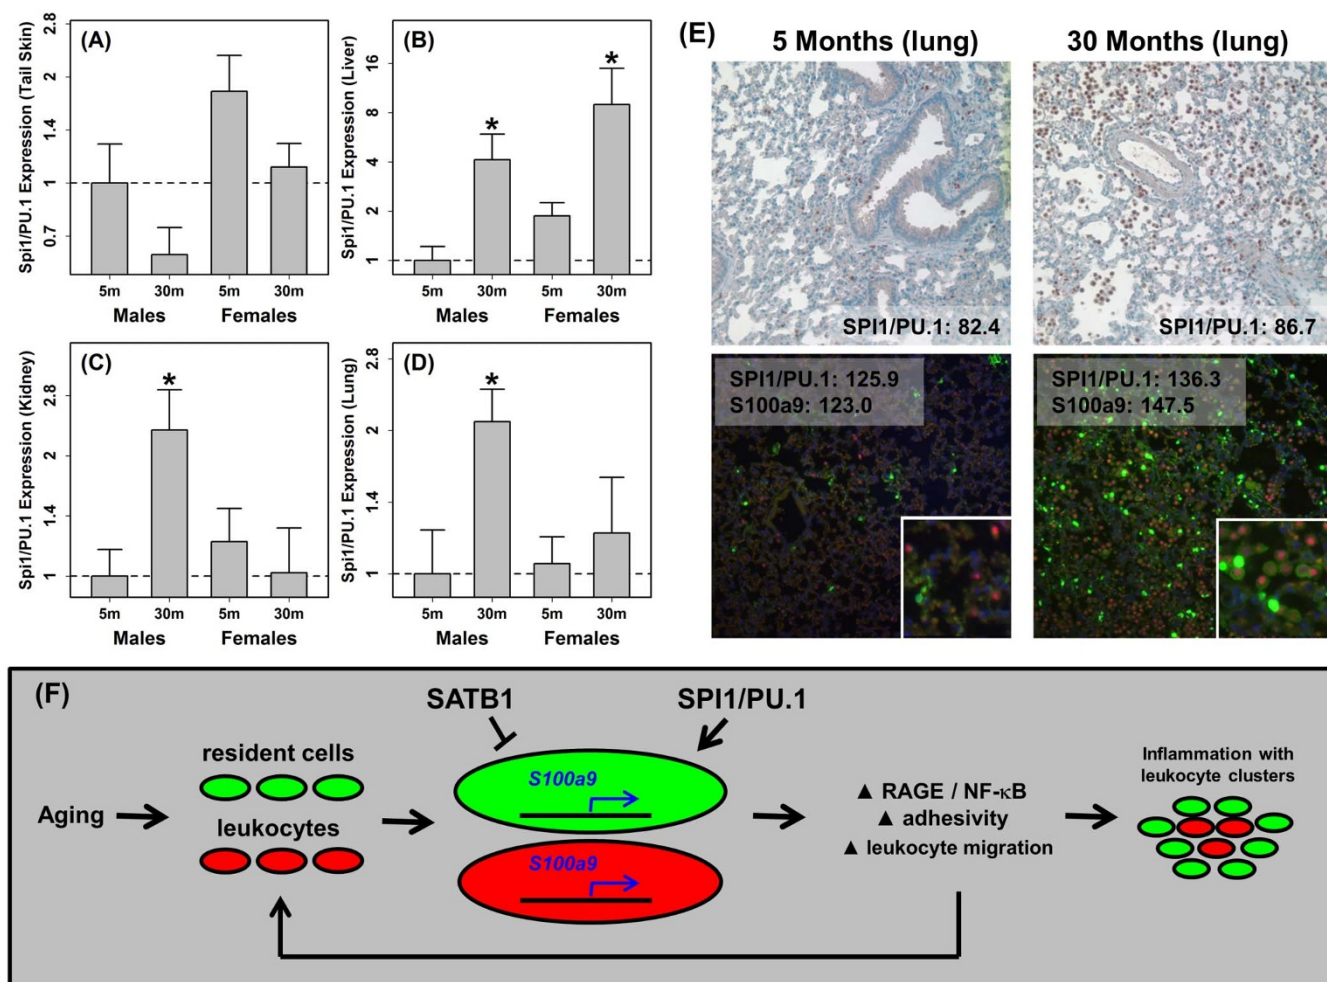 (A)
Spi1/PU.1 Expression (Tail Skin)
2.8
2
1.4
1
0.7
5m 30m 5m 30m
Males Females
(B)
Spi1/PU.1 Expression (Liver)
16
8
4
2
1
* *
5m 30m 5m 30m
Males Females
(C)
Spi1/PU.1 Expression (Kidney)
2.8
2
1.4
1
*
5m 30m 5m 30m
Males Females
(D)
Spi1/PU.1 Expression (Lung)
2.8
2
1.4
1
*
5m 30m 5m 30m
Males Females
(E)
5 Months (lung)
30 Months (lung)
SPI1/PU.1: 82.4
SPI1/PU.1: 86.7
SPI1/PU.1: 125.9
S100a9: 123.0
SPI1/PU.1: 136.3
S100a9: 147.5
(F)
Aging
resident cells
leukocytes
SATB1
SPI1/PU.1
S100a9
S100a9
▲ RAGE / NF-κB
▲ adhesivity
▲ leukocyte migration
Inflammation with
leukocyte clusters